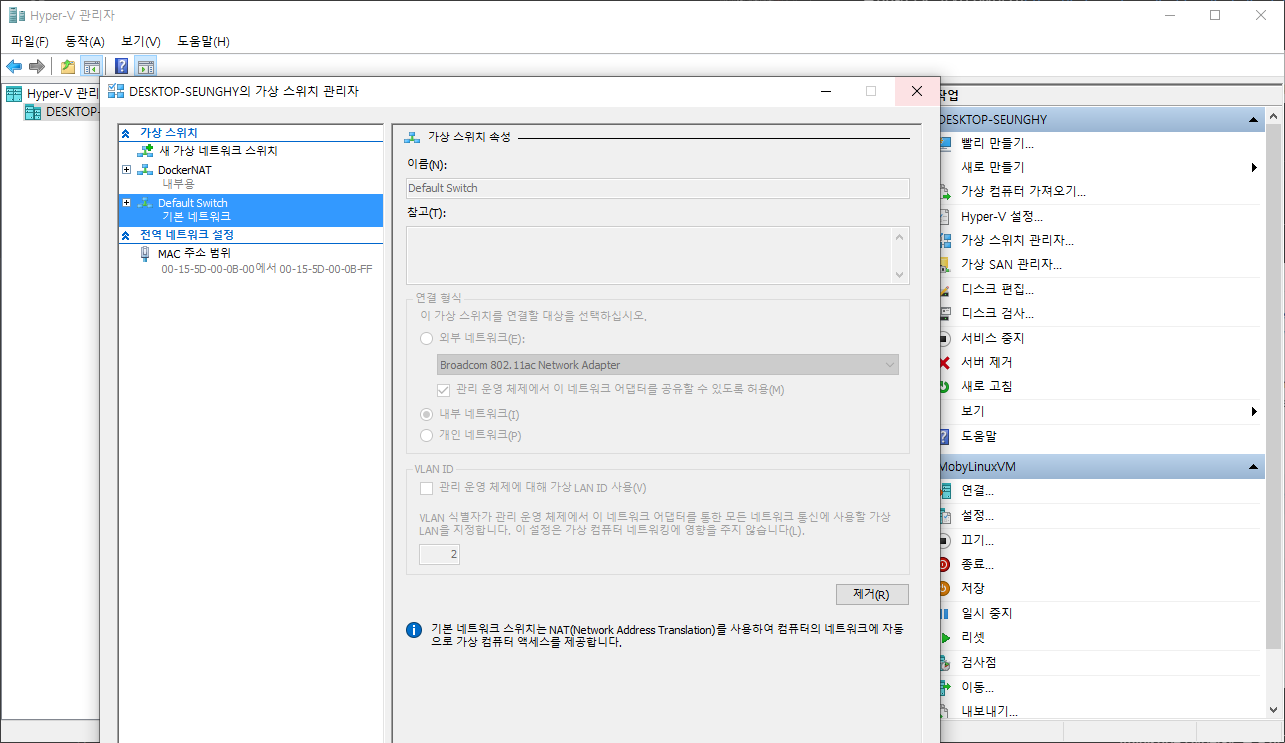 Hyper-V 관리자
파일(F) 동작(A) 보기(V) 도움말(H)
Hyper-V 관리
DESKTOP-
DESKTOP-SEUNGHY의 가상 스위치 관리자
가상 스위치
새 가상 네트워크 스위치
DockerNAT
내부용
Default Switch
기본 네트워크
전역 네트워크 설정
MAC 주소 범위
00-15-5D-00-0B-00에서 00-15-5D-00-0B-FF
가상 스위치 속성
이름(N):
Default Switch
참고(T):
연결 형식
이 가상 스위치를 연결할 대상을 선택하십시오.
외부 네트워크(E):
Broadcom 802.11ac Network Adapter
관리 운영 체제에서 이 네트워크 어댑터를 공유할 수 있도록 허용(M)
내부 네트워크(I)
개인 네트워크(P)
VLAN ID
관리 운영 체제에 대해 가상 LAN ID 사용(V)
VLAN 식별자가 관리 운영 체제에서 이 네트워크 어댑터를 통한 모든 네트워크 통신에 사용할 가상
LAN을 지정합니다. 이 설정은 가상 컴퓨터 네트워킹에 영향을 주지 않습니다(L).
2
제거(R)
기본 네트워크 스위치는 NAT(Network Address Translation)를 사용하여 컴퓨터의 네트워크에 자동
으로 가상 컴퓨터 액세스를 제공합니다.
작업
DESKTOP-SEUNGHY
빨리 만들기...
새로 만들기
가상 컴퓨터 가져오기...
Hyper-V 설정...
가상 스위치 관리자...
가상 SAN 관리자...
디스크 편집...
디스크 검사...
서비스 중지
서버 제거
새로 고침
보기
도움말
MobyLinuxVM
연결...
설정...
끄기...
종료...
저장
일시 중지
리셋
검사점
이동...
내보내기...